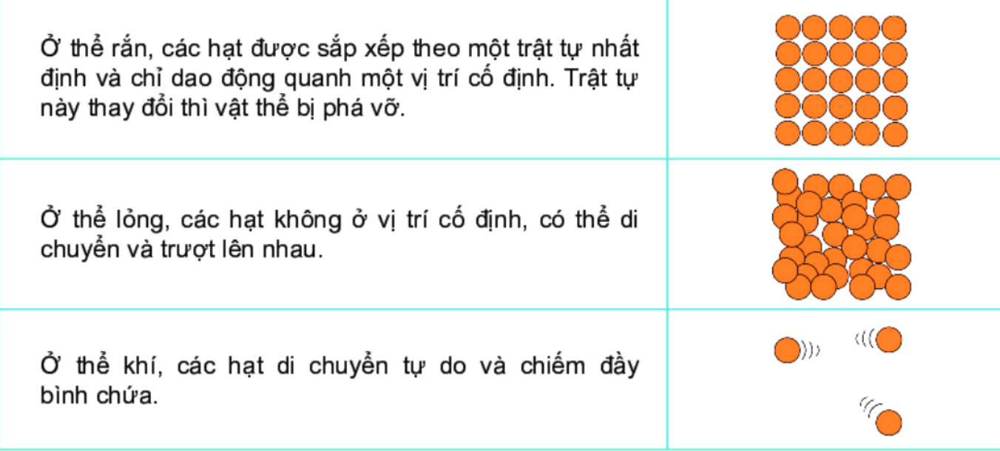 Ở thể rắn, các hạt được sắp xếp theo một trật tự nhất
định và chỉ dao động quanh một vị trí cố định. Trật tự
này thay đổi thì vật thể bị phá vỡ.
Ở thể lỏng, các hạt không ở vị trí cố định, có thể di
chuyển và trượt lên nhau.
Ở thể khí, các hạt di chuyển tự do và chiếm đầy
bình chứa.